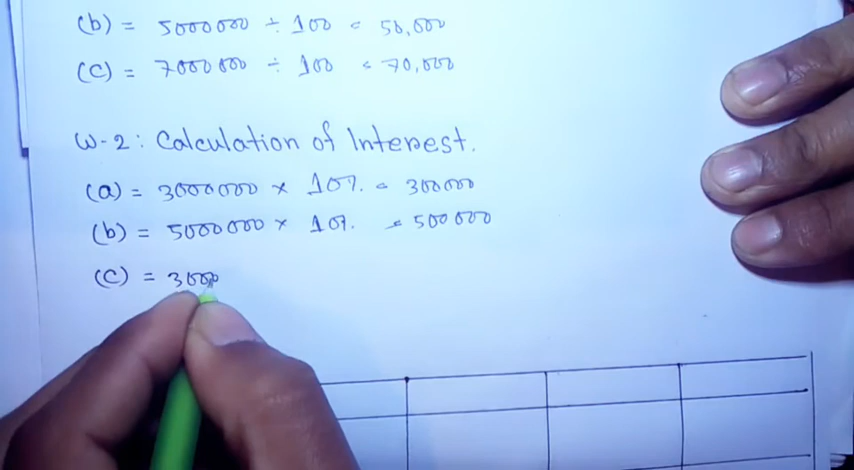 (b) = 5000000 ÷ 100 = 50,000
(C) = 7000000 ÷ 100 = 70,000
W-2: Calculation of Interest.
(a) = 3000000 × 10% = 300000
(b) = 5000000 × 10% = 500000
(C) = 3000